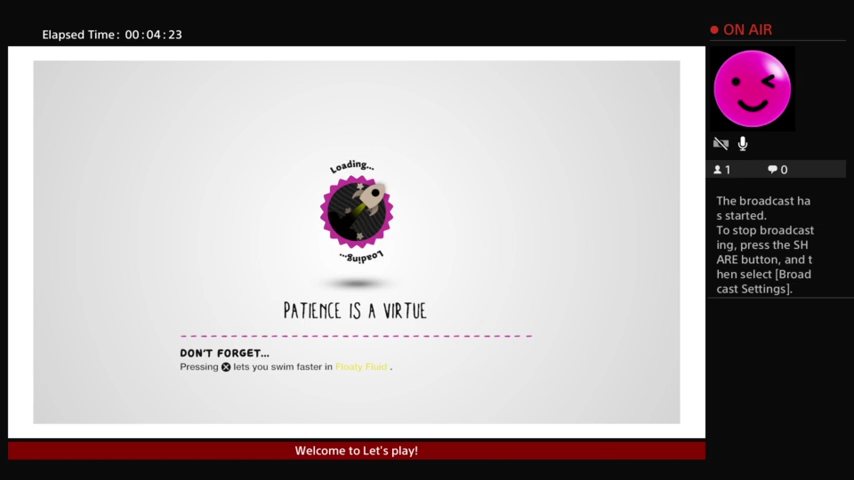 Elapsed Time: 00:04:23
ON AIR
Loading...
Loading...
PATIENCE IS A VIRTUE
DON'T FORGET...
Pressing ⊗ lets you swim faster in Floaty Fluid .
1 0
The broadcast ha
s started.
To stop broadcast
ing, press the SH
ARE button, and t
hen select [Broad
cast Settings].
Welcome to Let's play!